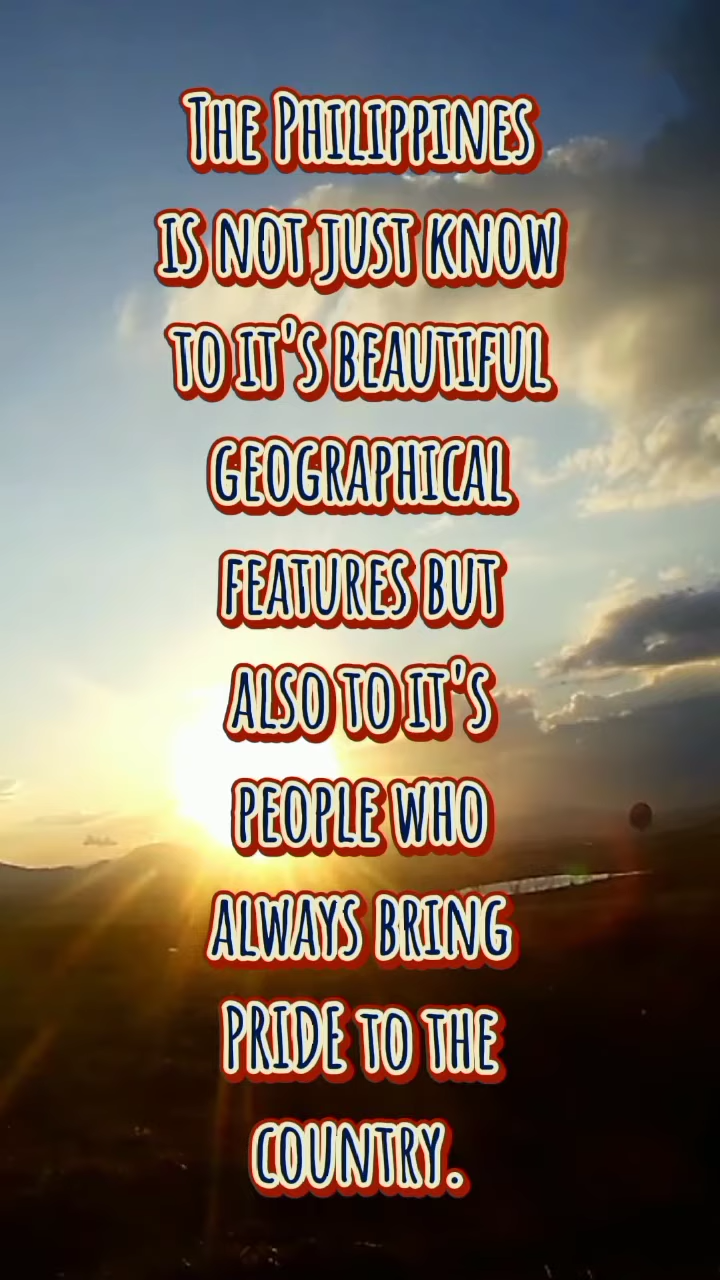 The Philippines
is not just know
to it's beautiful
geographical
features but
also to it's
people who
always bring
pride to the
country.